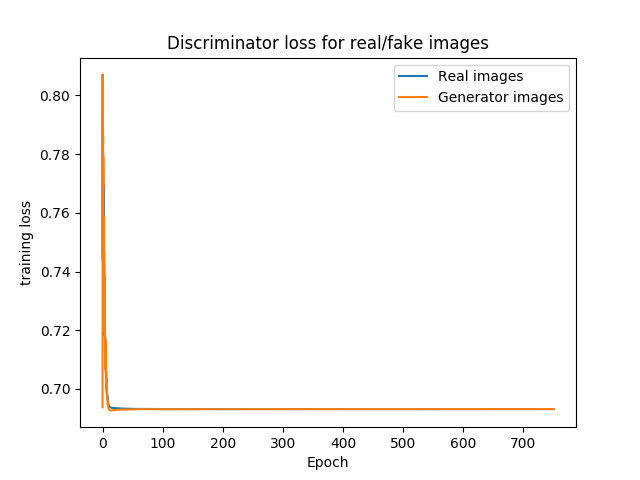 Discriminator loss for real/fake images
Real images
Generator images
training loss
0.80
0.78
0.76
0.74
0.72
0.70
0 100 200 300 400 500 600 700
Epoch